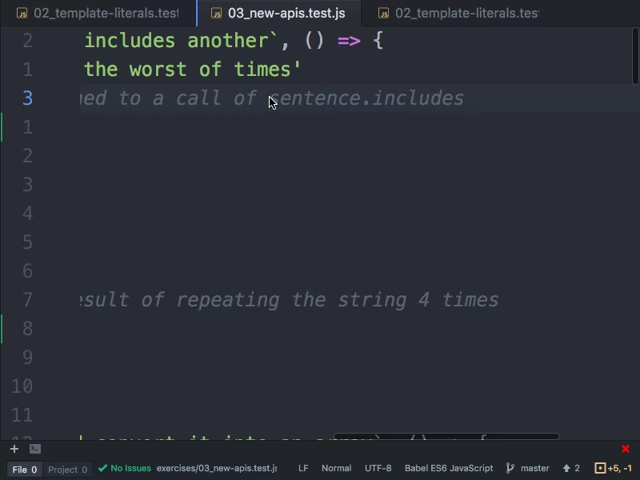 02_template-literals.test
03_new-apis.test.js
02_template-literals.test
2 includes another`, () => {
1 the worst of times'
3 ned to a call of sentence.includes
1
2
3
4
5
6
7 esult of repeating the string 4 times
8
9
10
11
convert it into an array`, () => {
File 0 Project 0 No Issues exercises/03_new-apis.test.js LF Normal UTF-8 Babel ES6 JavaScript master 2 +5, -1